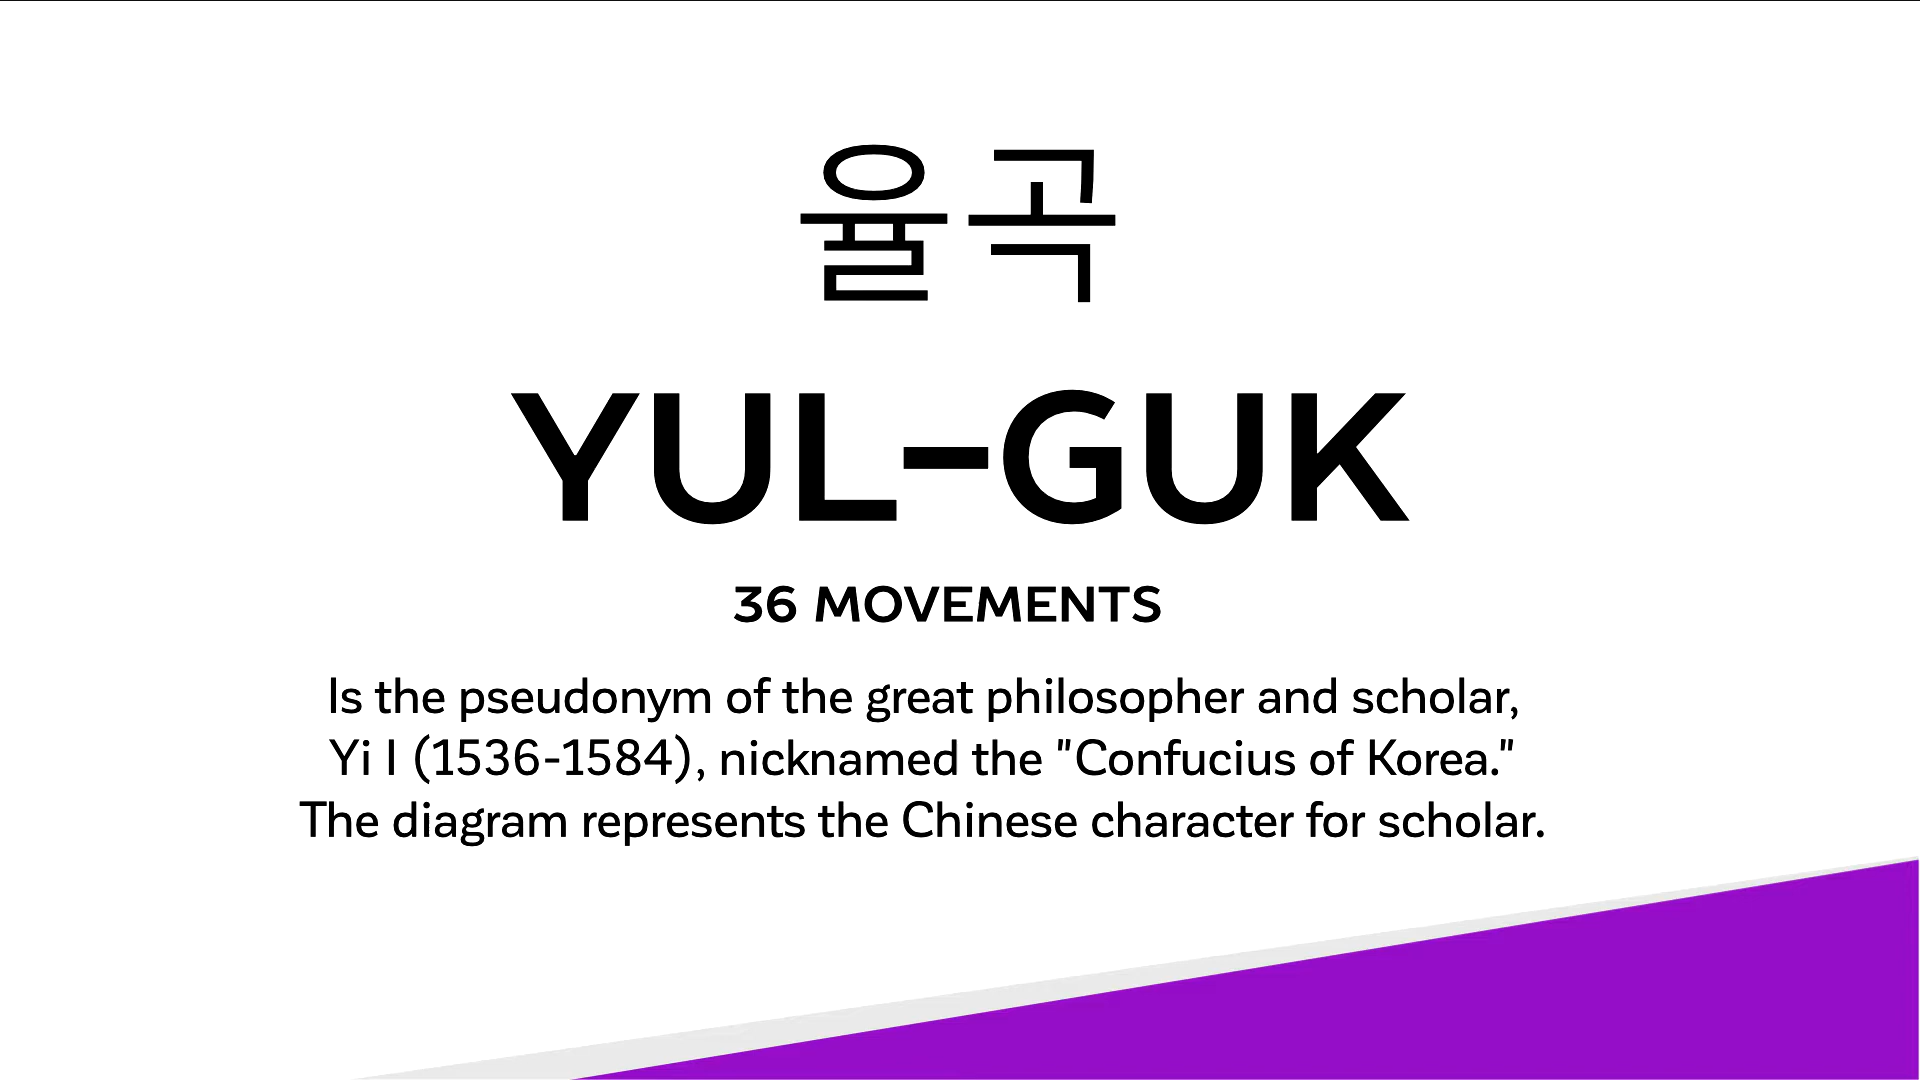 율곡
YUL-GUK
36 MOVEMENTS
Is the pseudonym of the great philosopher and scholar,
Yi I (1536-1584), nicknamed the "Confucius of Korea."
The diagram represents the Chinese character for scholar.